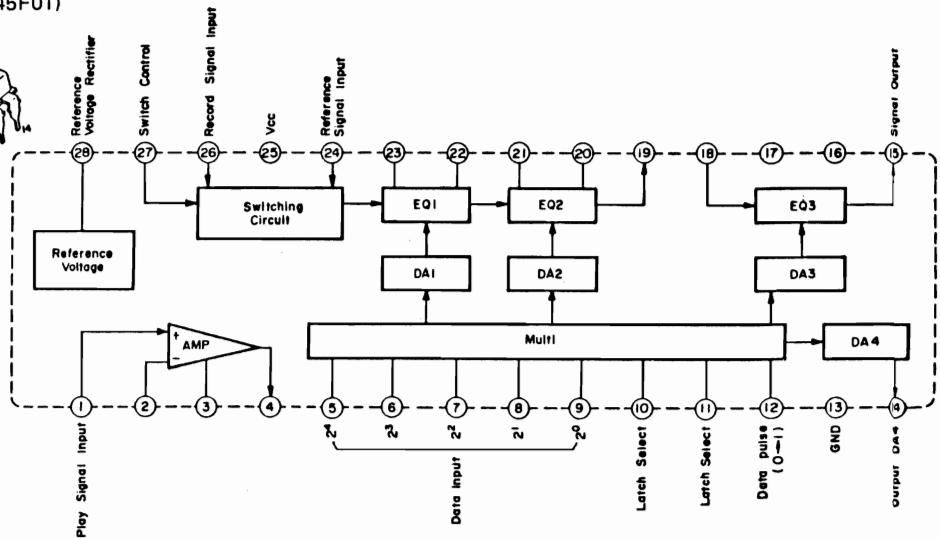 45F01)
14
Reference Voltage Rectifier
Switch Control
Record Signal Input
Vcc
Reference Signal Input
Signal Output
28
27
26
25
24
23
22
21
20
19
18
17
16
15
Switching Circuit
EQ1
EQ2
EQ3
Reference Voltage
DA1
DA2
DA3
+
-
AMP
Multi
DA4
1
2
3
4
5
6
7
8
9
10
11
12
13
14
Play Signal Input
2⁴
2³
2²
2¹
2⁰
Data Input
Latch Select
Latch Select
Data pulse (0→1)
GND
Output DA4